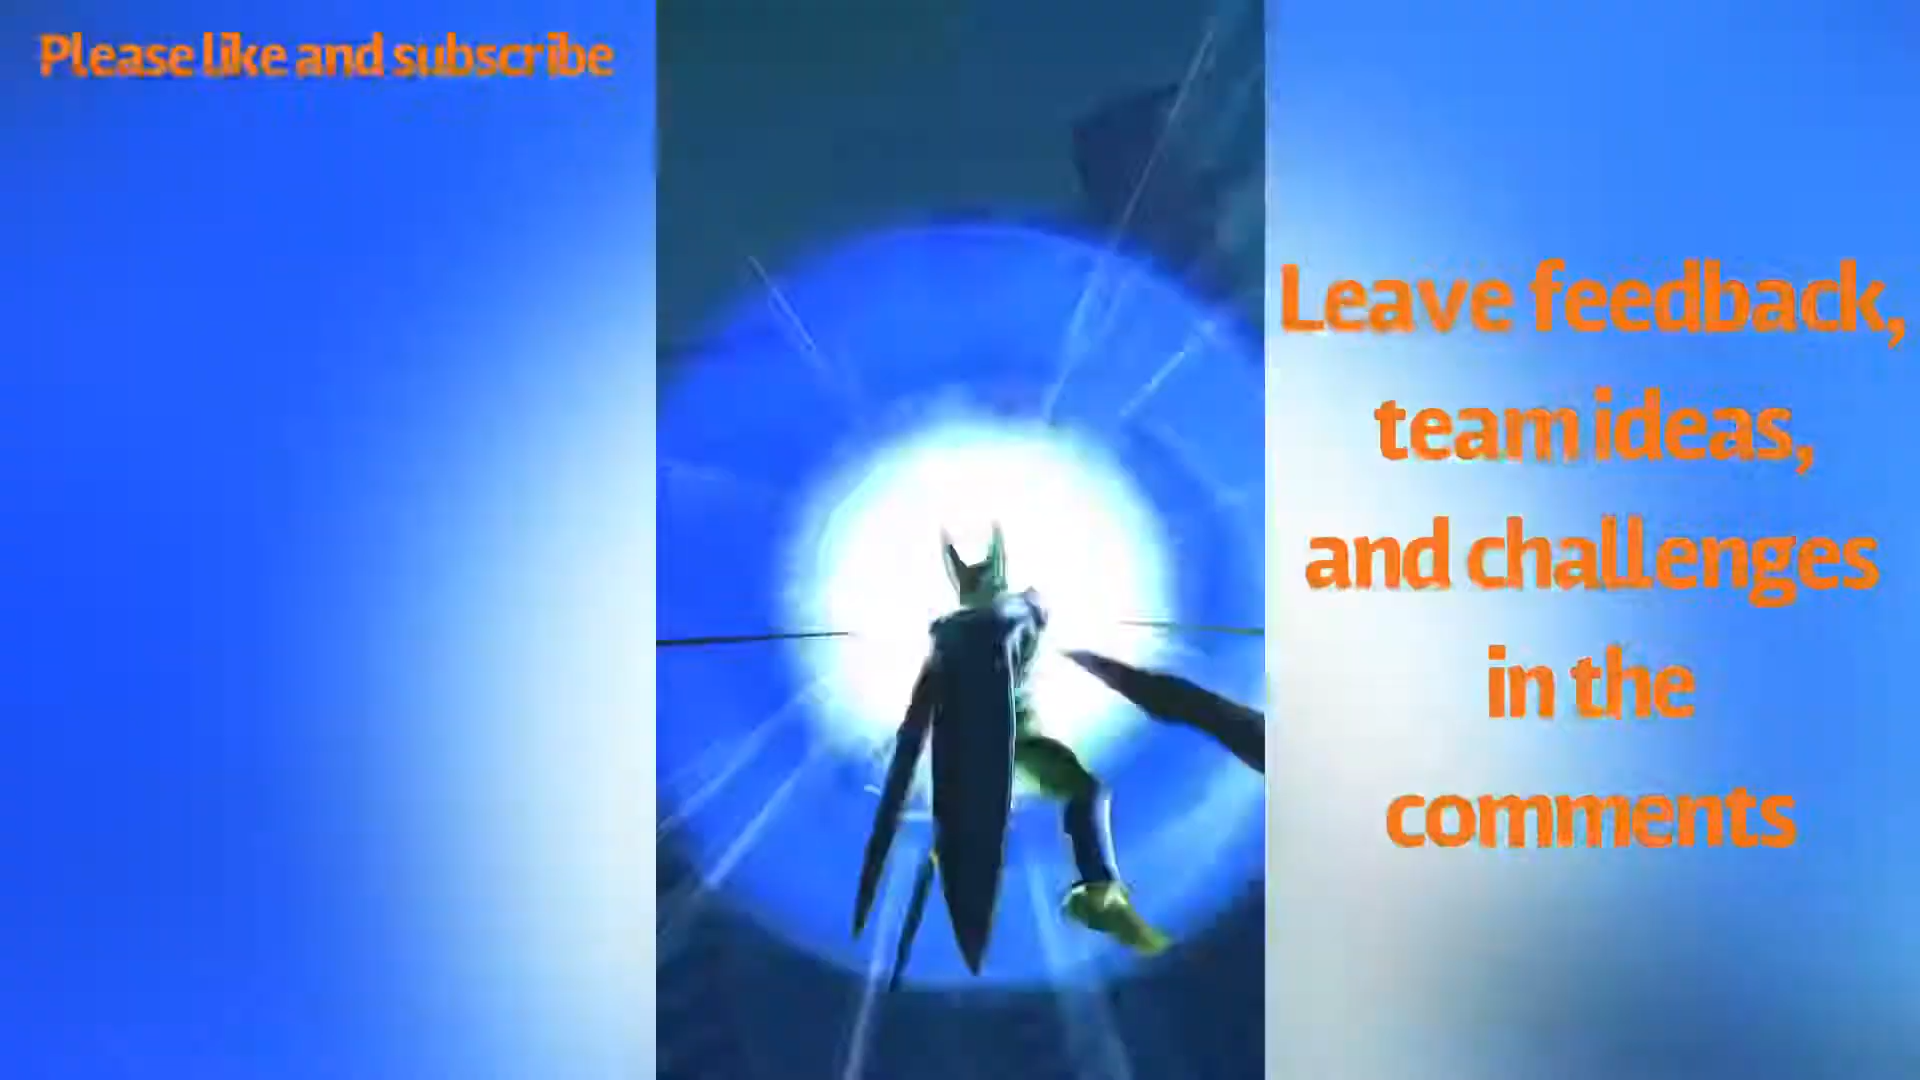 Please like and subscribe
Leave feedback,
team ideas,
and challenges
in the
comments